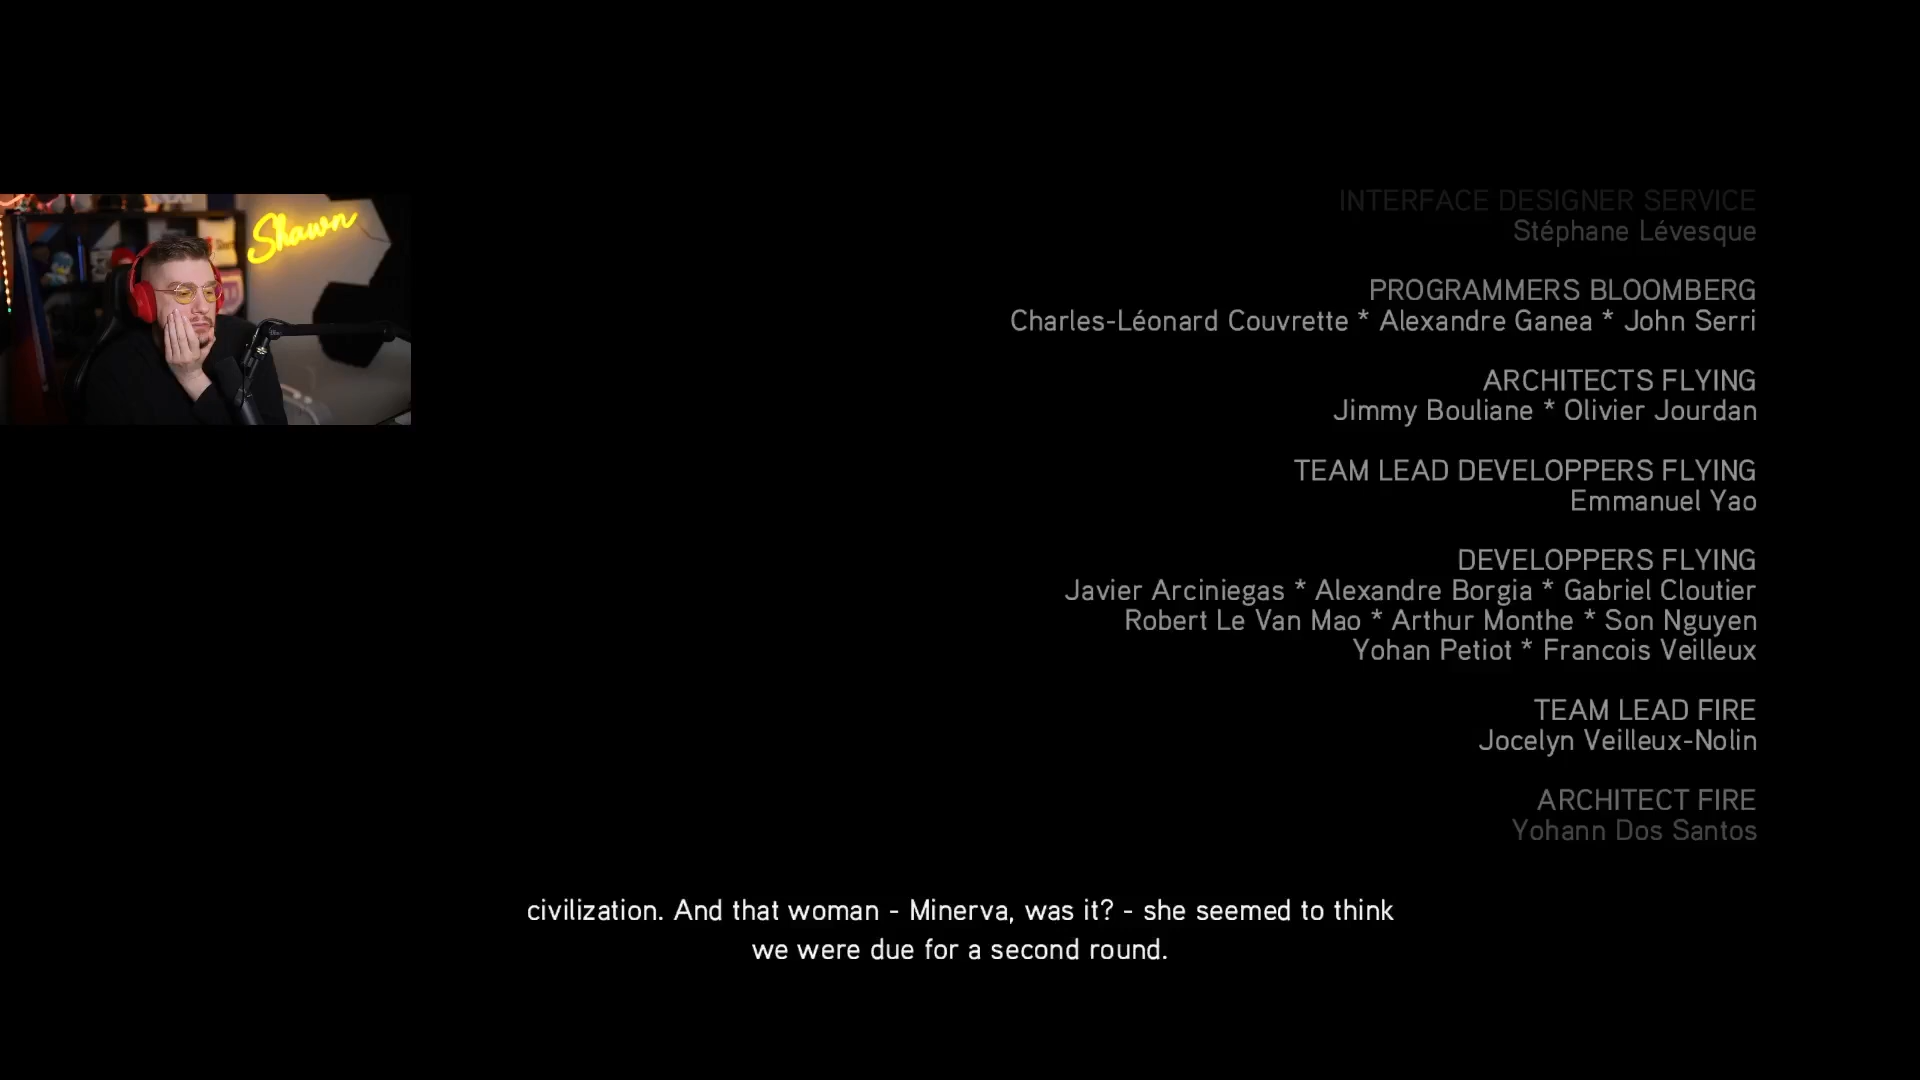 Shawn
INTERFACE DESIGNER SERVICE
Stéphane Lévesque
PROGRAMMERS BLOOMBERG
Charles-Léonard Couvrette * Alexandre Ganea * John Serri
ARCHITECTS FLYING
Jimmy Bouliane * Olivier Jourdan
TEAM LEAD DEVELOPPERS FLYING
Emmanuel Yao
DEVELOPPERS FLYING
Javier Arciniegas * Alexandre Borgia * Gabriel Cloutier
Robert Le Van Mao * Arthur Monthe * Son Nguyen
Yohan Petiot * Francois Veilleux
TEAM LEAD FIRE
Jocelyn Veilleux-Nolin
ARCHITECT FIRE
Yohann Dos Santos
civilization. And that woman - Minerva, was it? - she seemed to think
we were due for a second round.